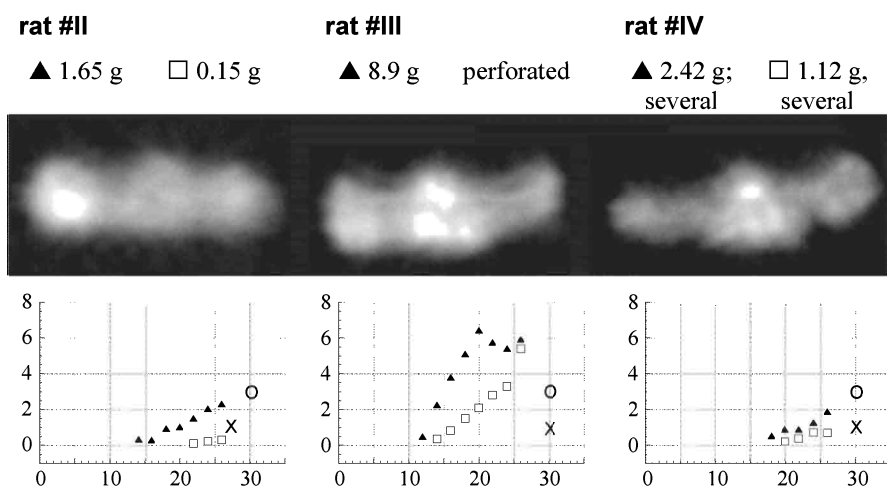 rat #II rat #III rat #IV
▲ 1.65 g □ 0.15 g ▲ 8.9 g perforated ▲ 2.42 g; □ 1.12 g,
several several
8 8 8
6 6 6
4 4 4
O O O
2 2 2
X X X
0 0 0
0 10 20 30 0 10 20 30 0 10 20 30